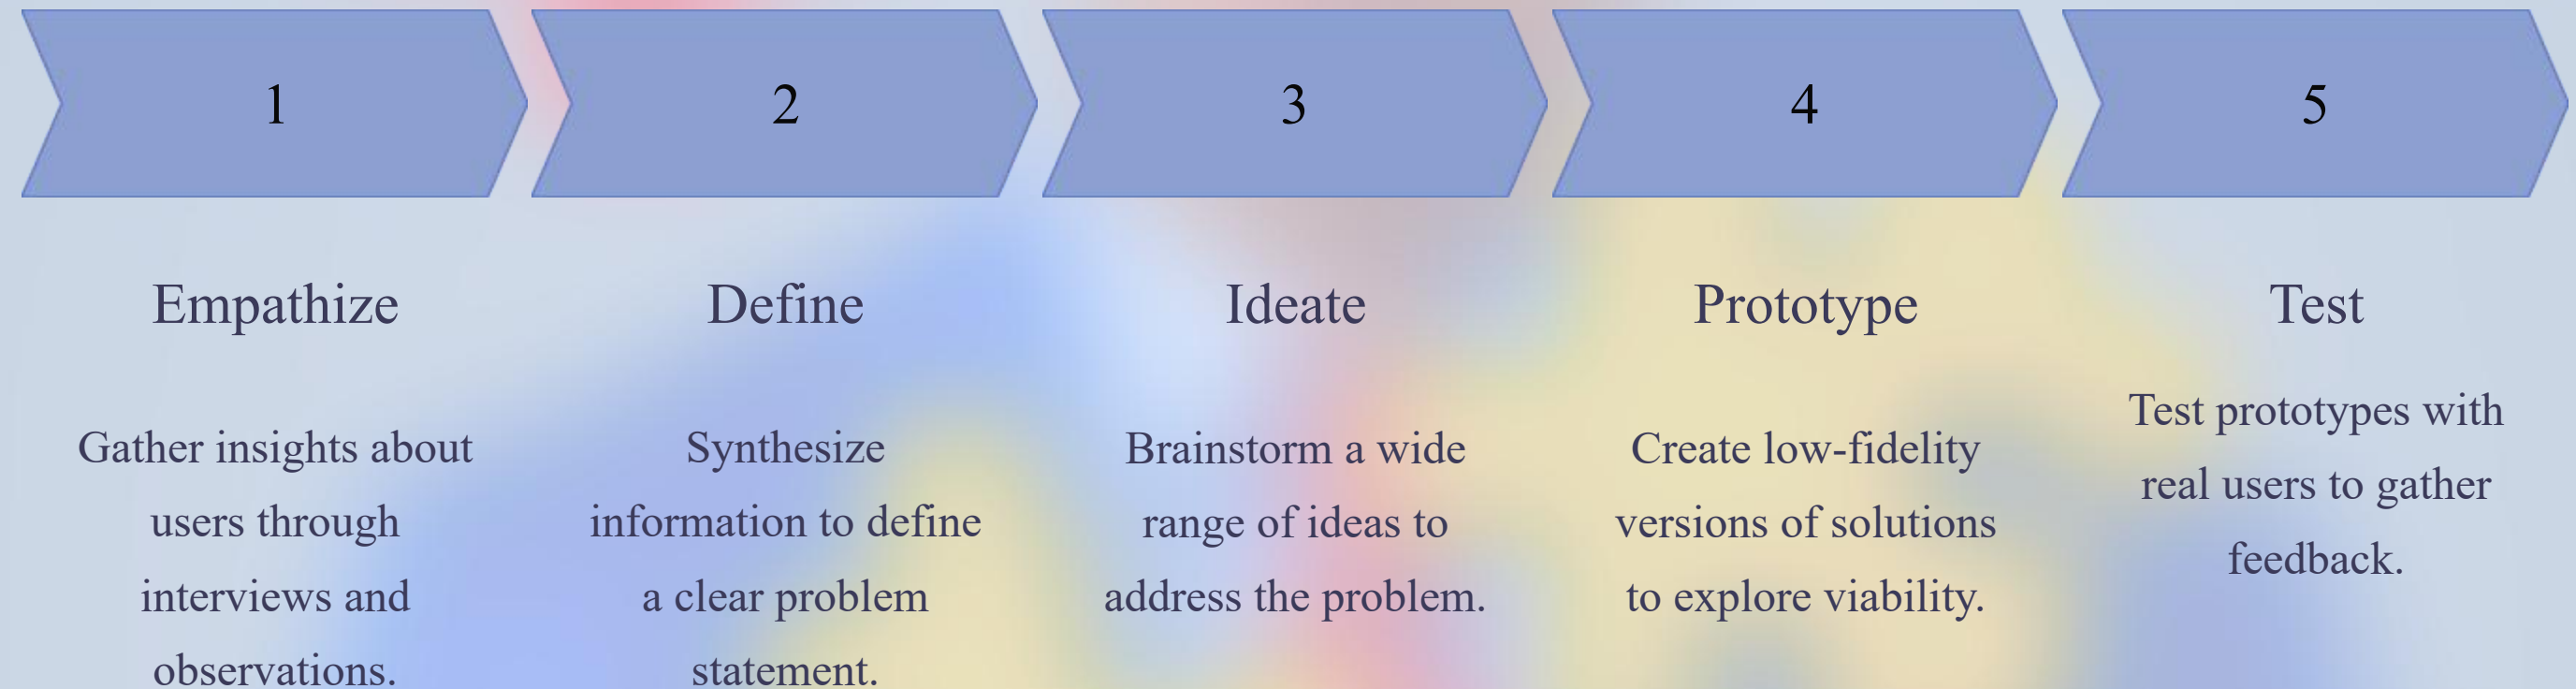 1
2
3
4
5
Empathize
Define
Ideate
Prototype
Test
Gather insights about
users through
interviews and
observations.
Synthesize
information to define
a clear problem
statement.
Brainstorm a wide
range of ideas to
address the problem.
Create low-fidelity
versions of solutions
to explore viability.
Test prototypes with
real users to gather
feedback.